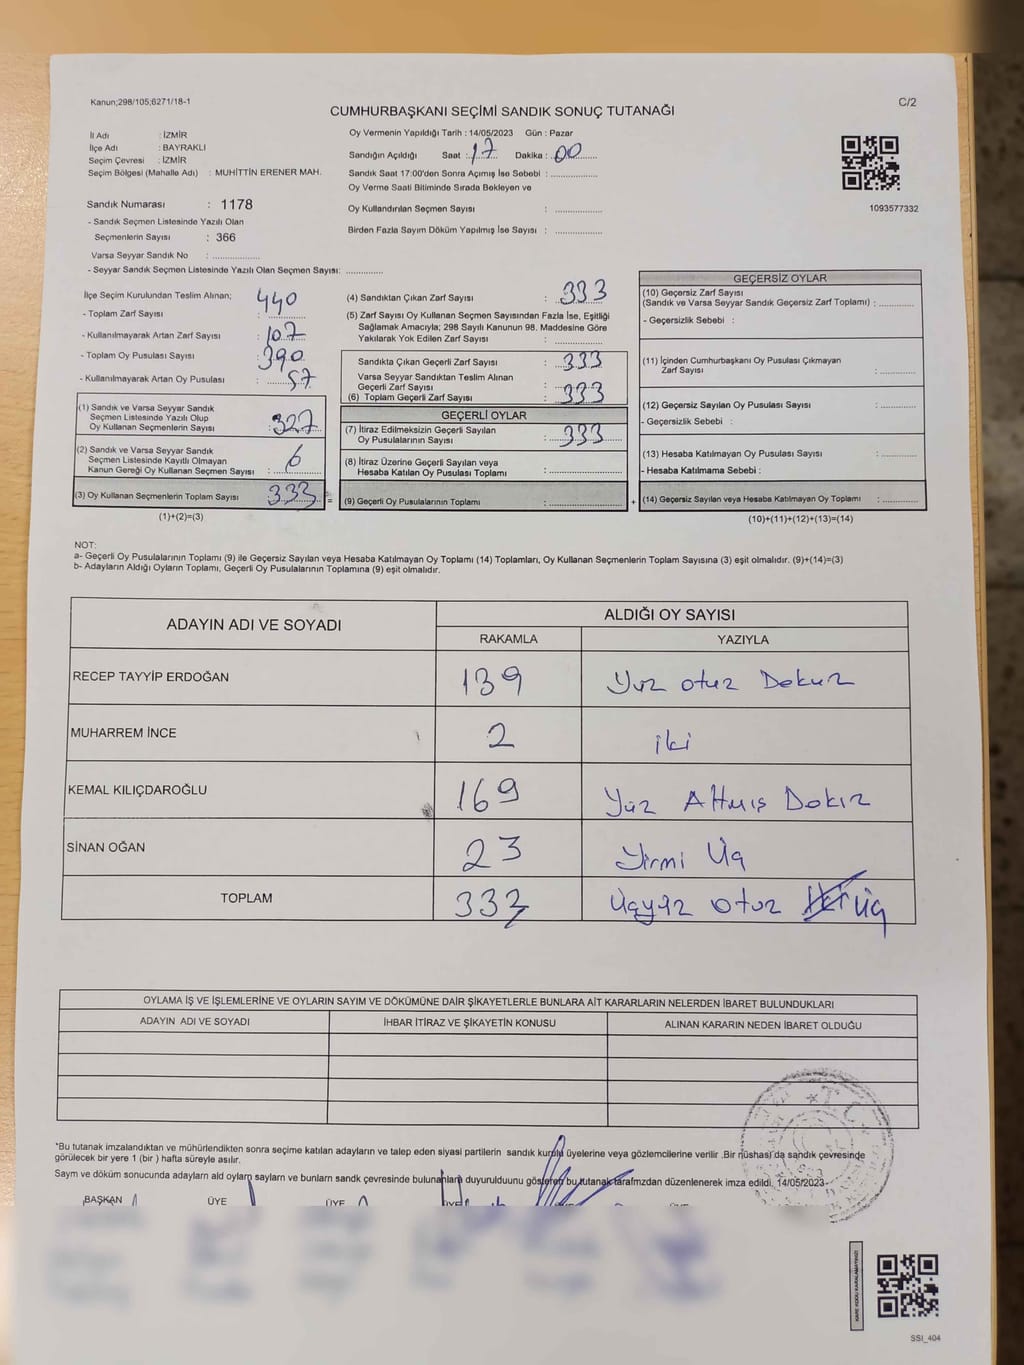 Kanun;298/105;6271/18-1
CUMHURBAŞKANI SEÇİMİ SANDIK SONUÇ TUTANAĞI
C/2
İl Adı : İZMİR
İlçe Adı : BAYRAKLI
Seçim Çevresi : İZMİR
Seçim Bölgesi (Mahalle Adı) : MUHİTTİN ERENER MAH.
Sandık Numarası : 1178
- Sandık Seçmen Listesinde Yazılı Olan
Seçmenlerin Sayısı : 366
Varsa Seyyar Sandık No : ..................
- Seyyar Sandık Seçmen Listesinde Yazılı Olan Seçmen Sayısı: ..............
Oy Vermenin Yapıldığı Tarih : 14/05/2023 Gün : Pazar
Sandığın Açıldığı Saat : 17 Dakika : 00
Sandık Saat 17:00'den Sonra Açımış İse Sebebi : ..................
Oy Verme Saati Bitiminde Sırada Bekleyen ve
Oy Kullandırılan Seçmen Sayısı : ..................
Birden Fazla Sayım Döküm Yapılmış İse Sayısı : ..................
1093577332
İlçe Seçim Kurulundan Teslim Alınan;
- Toplam Zarf Sayısı : 440
- Kullanılmayarak Artan Zarf Sayısı : 107
- Toplam Oy Pusulası Sayısı : 390
- Kullanılmayarak Artan Oy Pusulası : 57
(1) Sandık ve Varsa Seyyar Sandık
Seçmen Listesinde Yazılı Olup
Oy Kullanan Seçmenlerin Sayısı : 327
(2) Sandık ve Varsa Seyyar Sandık
Seçmen Listesinde Kayıtlı Olmayan
Kanun Gereği Oy Kullanan Seçmen Sayısı : 6
(3) Oy Kullanan Seçmenlerin Toplam Sayısı : 333 =
(1)+(2)=(3)
(4) Sandıktan Çıkan Zarf Sayısı : 333
(5) Zarf Sayısı Oy Kullanan Seçmen Sayısından Fazla İse, Eşitliği
Sağlamak Amacıyla; 298 Sayılı Kanunun 98. Maddesine Göre
Yakılarak Yok Edilen Zarf Sayısı : ..................
Sandıkta Çıkan Geçerli Zarf Sayısı : 333
Varsa Seyyar Sandıktan Teslim Alınan
Geçerli Zarf Sayısı :
(6) Toplam Geçerli Zarf Sayısı : 333
GEÇERLİ OYLAR
(7) İtiraz Edilmeksizin Geçerli Sayılan
Oy Pusulalarının Sayısı : 333
(8) İtiraz Üzerine Geçerli Sayılan veya
Hesaba Katılan Oy Pusulası Toplamı : ..................
(9) Geçerli Oy Pusulalarının Toplamı : .................. +
GEÇERSİZ OYLAR
(10) Geçersiz Zarf Sayısı
(Sandık ve Varsa Seyyar Sandık Geçersiz Zarf Toplamı) : ............
- Geçersizlik Sebebi :
(11) İçinden Cumhurbaşkanı Oy Pusulası Çıkmayan
Zarf Sayısı : ............
(12) Geçersiz Sayılan Oy Pusulası Sayısı : ............
- Geçersizlik Sebebi :
(13) Hesaba Katılmayan Oy Pusulası Sayısı : ............
- Hesaba Katılmama Sebebi :
(14) Geçersiz Sayılan veya Hesaba Katılmayan Oy Toplamı : ............
(10)+(11)+(12)+(13)=(14)
NOT:
a- Geçerli Oy Pusulalarının Toplamı (9) ile Geçersiz Sayılan veya Hesaba Katılmayan Oy Toplamı (14) Toplamları, Oy Kullanan Seçmenlerin Toplam Sayısına (3) eşit olmalıdır. (9)+(14)=(3)
b- Adayların Aldığı Oyların Toplamı, Geçerli Oy Pusulalarının Toplamına (9) eşit olmalıdır.
ADAYIN ADI VE SOYADI ALDIĞI OY SAYISI
RAKAMLA YAZIYLA
RECEP TAYYİP ERDOĞAN 139 Yüz otuz Dokuz
MUHARREM İNCE 2 iki
KEMAL KILIÇDAROĞLU 169 Yüz Altmış Dokuz
SİNAN OĞAN 23 Yirmi Üç
TOPLAM 333 Üçyüz otuz üç
OYLAMA İŞ VE İŞLEMLERİNE VE OYLARIN SAYIM VE DÖKÜMÜNE DAİR ŞİKAYETLERLE BUNLARA AİT KARARLARIN NELERDEN İBARET BULUNDUKLARI
ADAYIN ADI VE SOYADI İHBAR İTİRAZ VE ŞİKAYETİN KONUSU ALINAN KARARIN NEDEN İBARET OLDUĞU
*Bu tutanak imzalandıktan ve mühürlendikten sonra seçime katılan adayların ve talep eden siyasi partilerin sandık kurulu üyelerine veya gözlemcilerine verilir .Bir nüshası da sandık çevresinde
görülecek bir yere 1 (bir ) hafta süreyle asılır.
Sayım ve döküm sonucunda adayların ald oyların sayları ve bunların sandk çevresinde bulunanlara duyurulduunu gösteren bu tutanak tarafmzdan düzenlenerek imza edildi. 14/05/2023
BAŞKAN ÜYE ÜYE ÜYE ÜYE ÜYE
KARE KODU KARALAMAYINIZ!
SSI_404